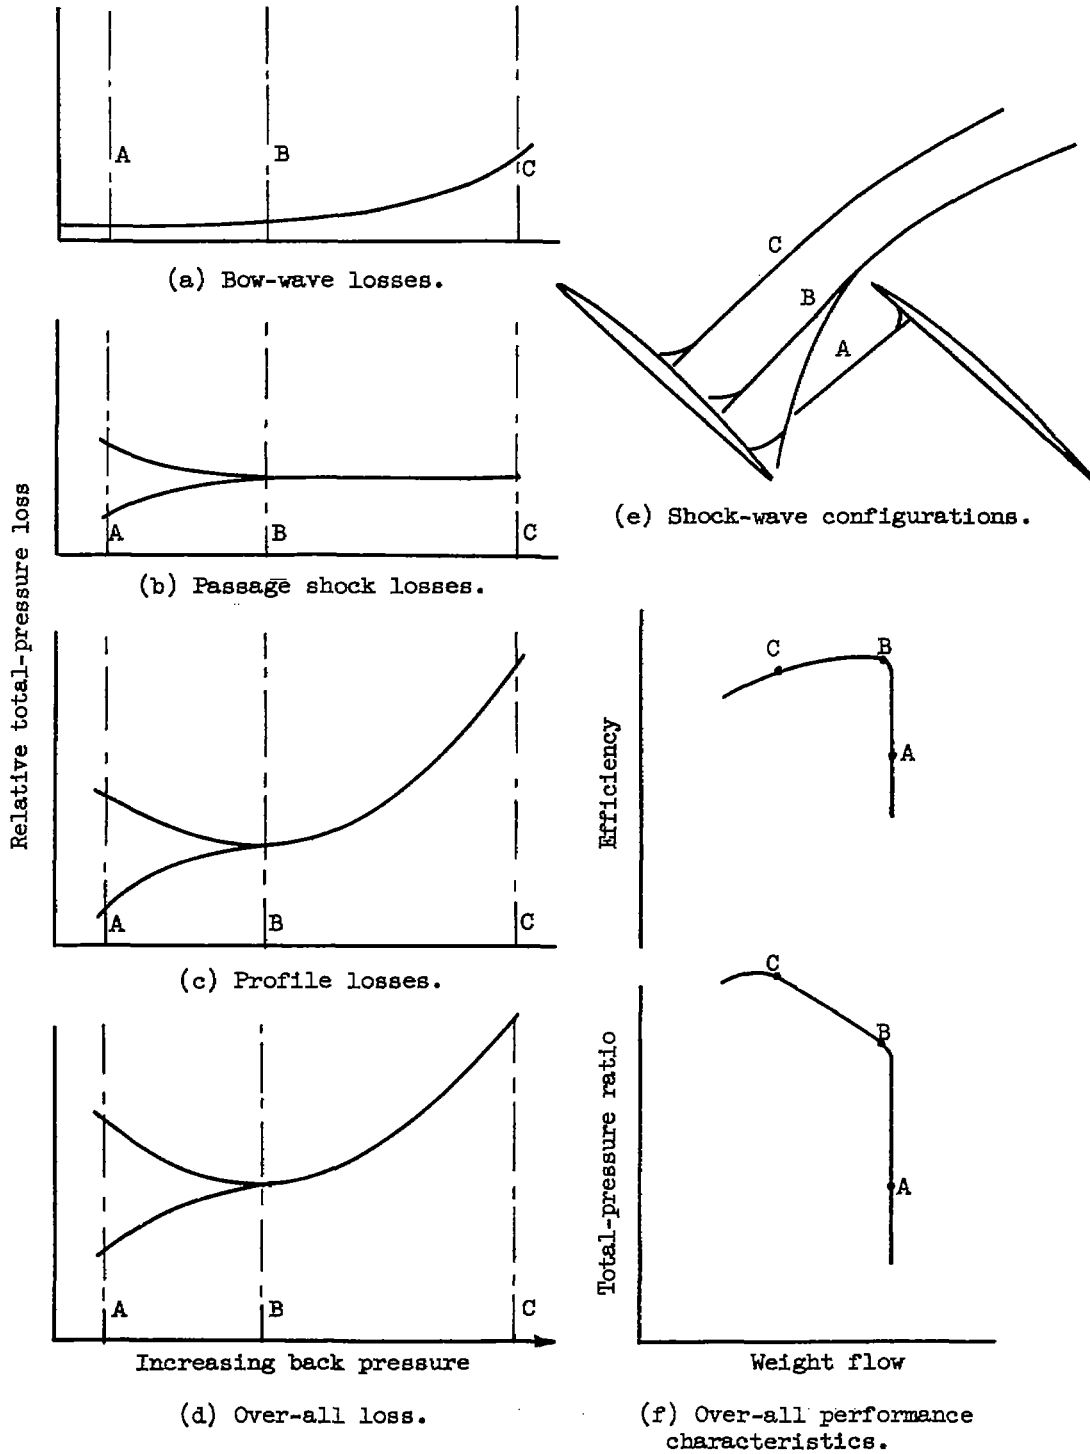 A
B
C
(a) Bow-wave losses.
A
B
C
(b) Passage shock losses.
Relative total-pressure loss
A
B
C
(c) Profile losses.
A
B
C
Increasing back pressure
(d) Over-all loss.
C
B
A
(e) Shock-wave configurations.
Efficiency
C
B
A
Total-pressure ratio
C
B
A
Weight flow
(f) Over-all performance
characteristics.